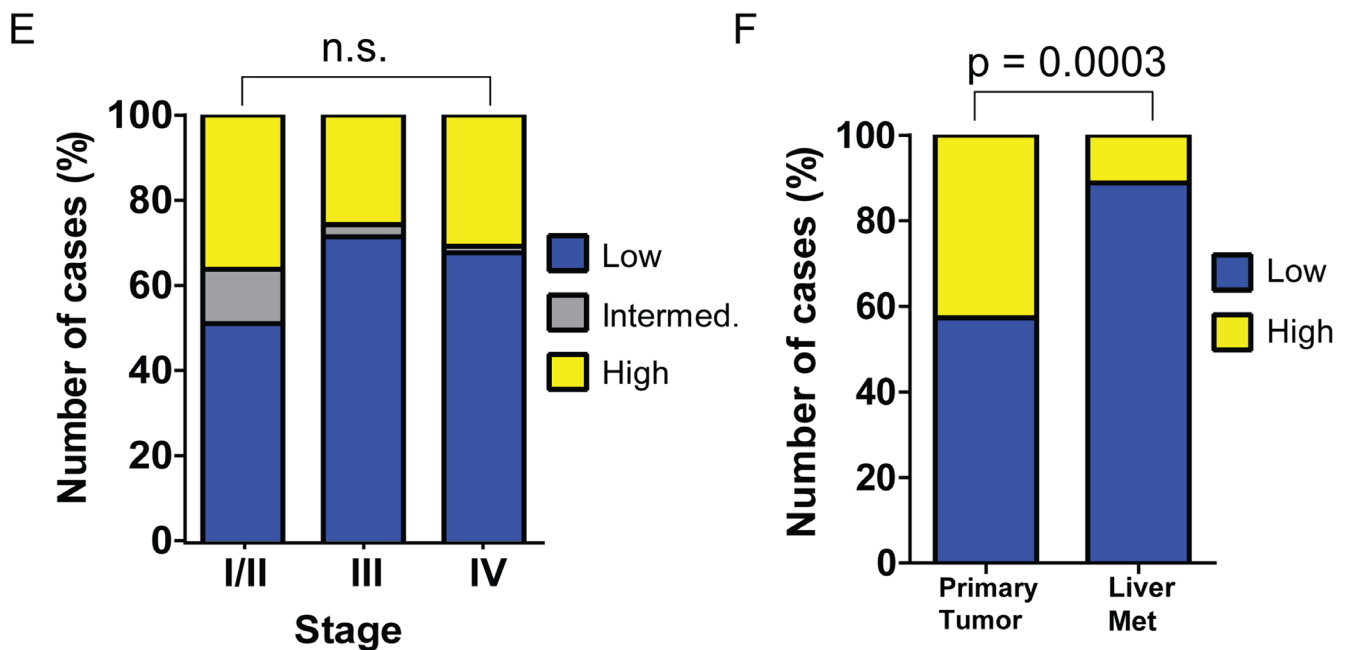 E
n.s.
Number of cases (%)
100
80
60
40
20
0
I/II
III
IV
Stage
Low
Intermed.
High
F
p = 0.0003
Number of cases (%)
100
80
60
40
20
0
Primary
Tumor
Liver
Met
Low
High